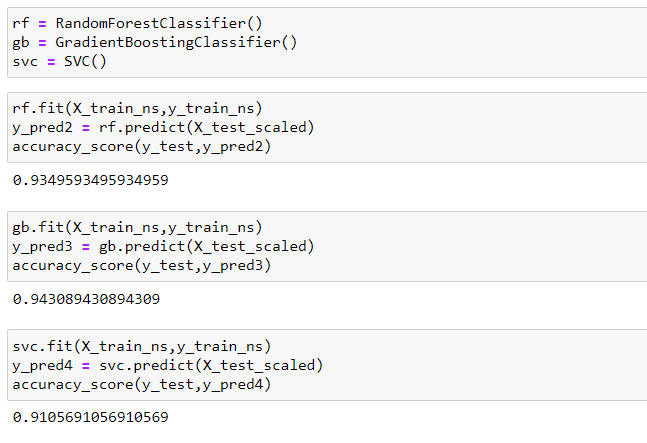 rf = RandomForestClassifier()
gb = GradientBoostingClassifier()
svc = SVC()
rf.fit(X_train_ns,y_train_ns)
y_pred2 = rf.predict(X_test_scaled)
accuracy_score(y_test,y_pred2)
0.9349593495934959
gb.fit(X_train_ns,y_train_ns)
y_pred3 = gb.predict(X_test_scaled)
accuracy_score(y_test,y_pred3)
0.943089430894309
svc.fit(X_train_ns,y_train_ns)
y_pred4 = svc.predict(X_test_scaled)
accuracy_score(y_test,y_pred4)
0.9105691056910569